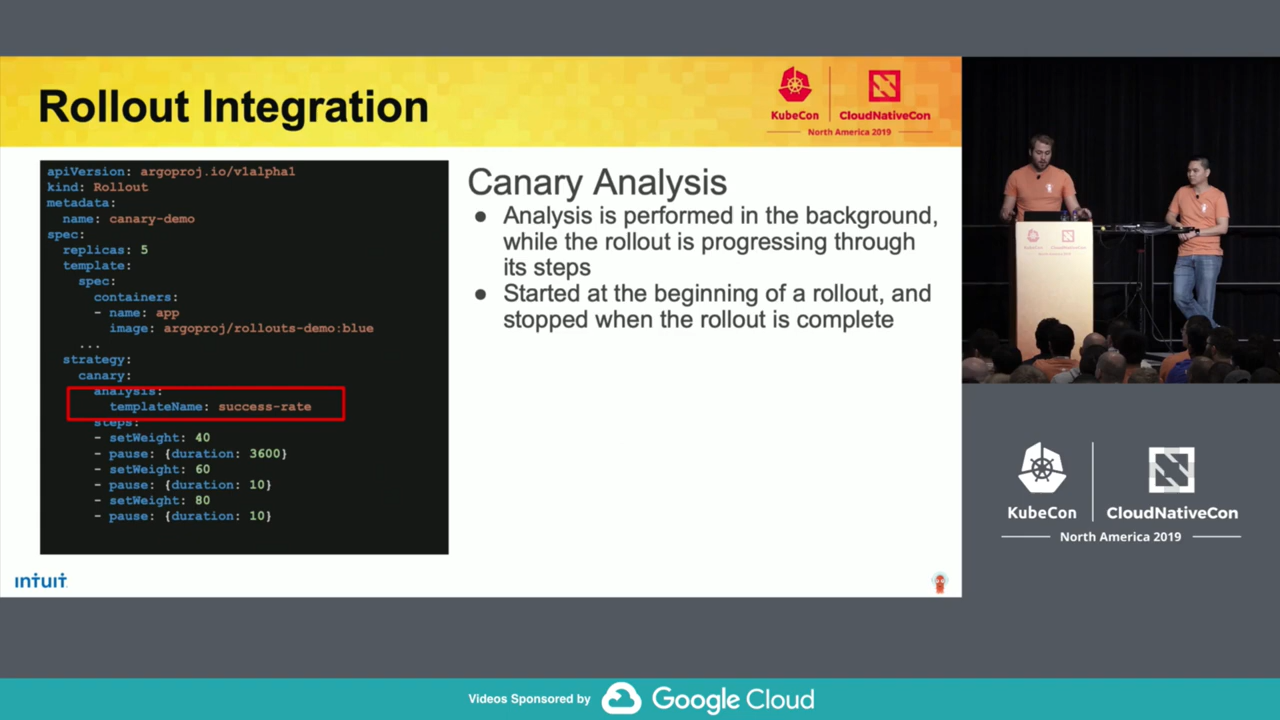 Rollout Integration
KubeCon
CloudNativeCon
North America 2019
apiVersion: argoproj.io/v1alpha1
kind: Rollout
metadata:
  name: canary-demo
spec:
  replicas: 5
  template:
    spec:
      containers:
      - name: app
        image: argoproj/rollouts-demo:blue
    ...
  strategy:
    canary:
      analysis:
        templateName: success-rate
      steps:
      - setWeight: 40
      - pause: {duration: 3600}
      - setWeight: 60
      - pause: {duration: 10}
      - setWeight: 80
      - pause: {duration: 10}
Canary Analysis
● Analysis is performed in the background,
while the rollout is progressing through
its steps
● Started at the beginning of a rollout, and
stopped when the rollout is complete
intuit
KubeCon
CloudNativeCon
North America 2019
Videos Sponsored by Google Cloud